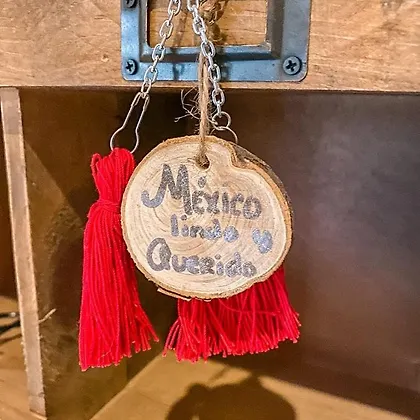 México
lindo y
Querido